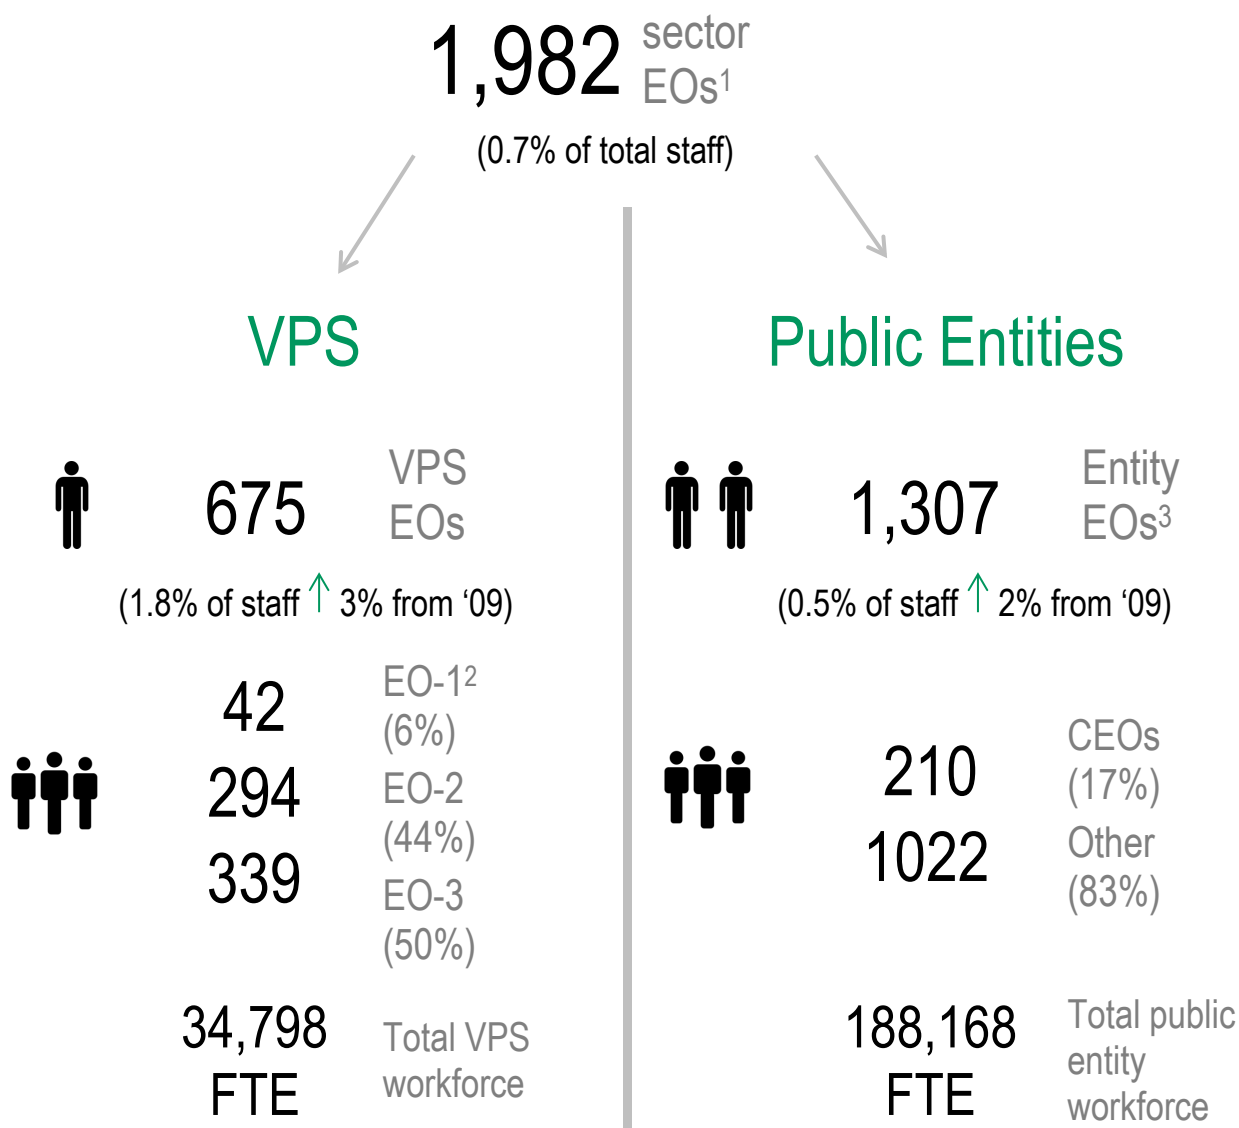 1,982 sector
EOs¹
(0.7% of total staff)
VPS
675
VPS
EOs
(1.8% of staff ↑ 3% from ‘09)
42
EO-1²
(6%)
294
EO-2
(44%)
339
EO-3
(50%)
34,798
FTE
Total VPS
workforce
Public Entities
1,307
Entity
EOs³
(0.5% of staff ↑ 2% from ‘09)
210
CEOs
(17%)
1022
Other
(83%)
188,168
FTE
Total public
entity
workforce